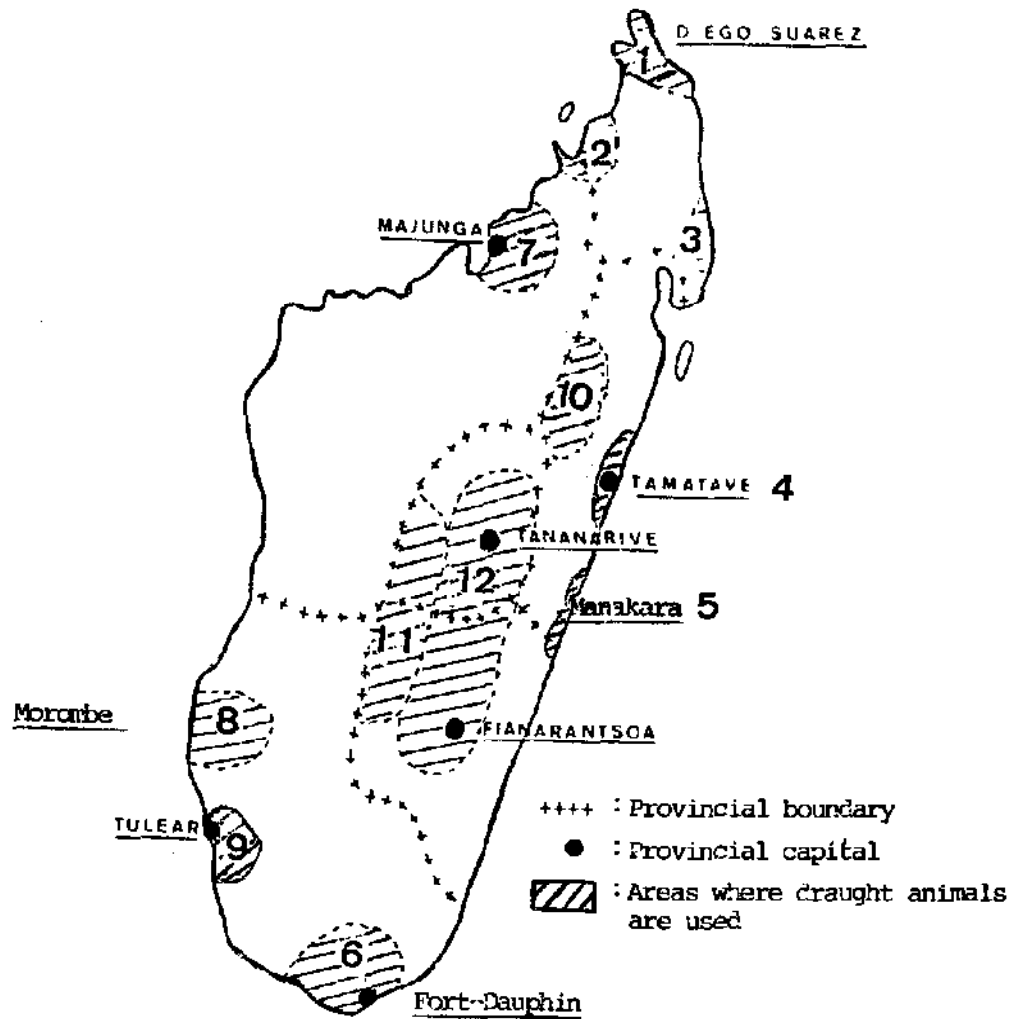 DIEGO SUAREZ
1
2
3
MAJUNGA
7
10
TAMATAVE 4
TANANARIVE
12
Manakara 5
11
Morombe
8
FIANARANTSOA
++++ : Provincial boundary
TULEAR
● : Provincial capital
9
: Areas where draught animals
are used
6
Fort-Dauphin